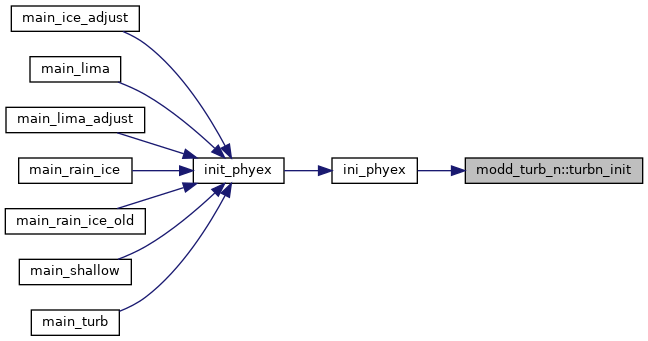 main_ice_adjust
main_lima
main_lima_adjust
main_rain_ice
main_rain_ice_old
main_shallow
main_turb
init_phyex
ini_phyex
modd_turb_n::turbn_init